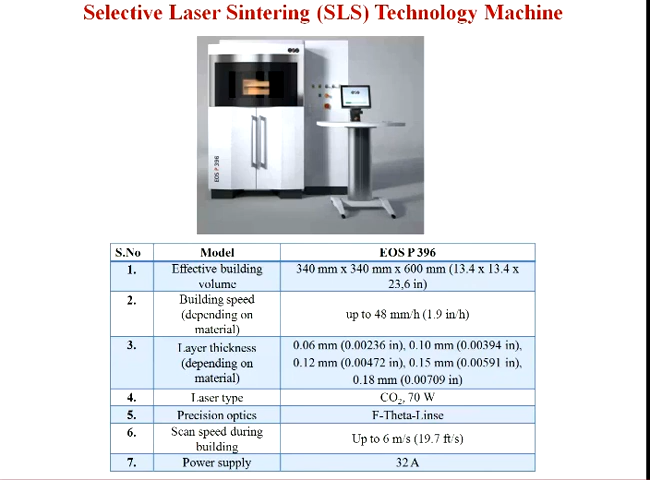 Selective Laser Sintering (SLS) Technology Machine
eos
EOS P 396
S.No Model EOS P 396
1. Effective building volume 340 mm x 340 mm x 600 mm (13.4 x 13.4 x 23,6 in)
2. Building speed (depending on material) up to 48 mm/h (1.9 in/h)
3. Layer thickness (depending on material) 0.06 mm (0.00236 in), 0.10 mm (0.00394 in), 0.12 mm (0.00472 in), 0.15 mm (0.00591 in), 0.18 mm (0.00709 in)
4. Laser type CO₂, 70 W
5. Precision optics F-Theta-Linse
6. Scan speed during building Up to 6 m/s (19.7 ft/s)
7. Power supply 32 A